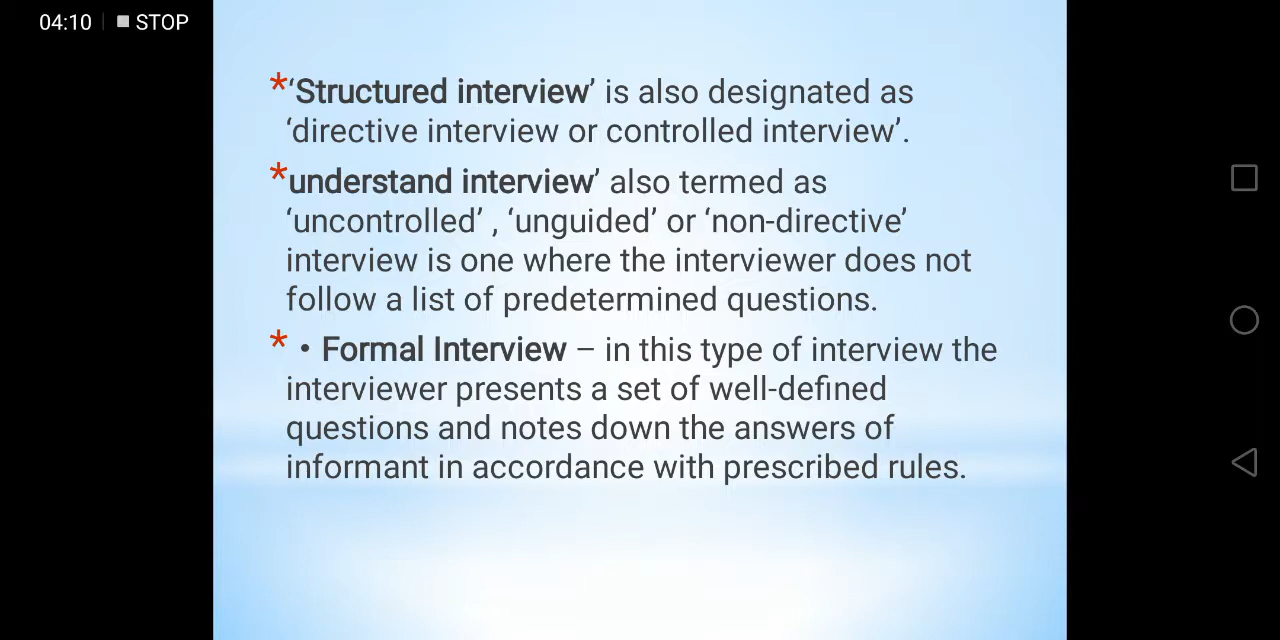 04:10 STOP
*‘Structured interview’ is also designated as
‘directive interview or controlled interview’.
*understand interview’ also termed as
‘uncontrolled’ , ‘unguided’ or ‘non-directive’
interview is one where the interviewer does not
follow a list of predetermined questions.
* • Formal Interview – in this type of interview the
interviewer presents a set of well-defined
questions and notes down the answers of
informant in accordance with prescribed rules.